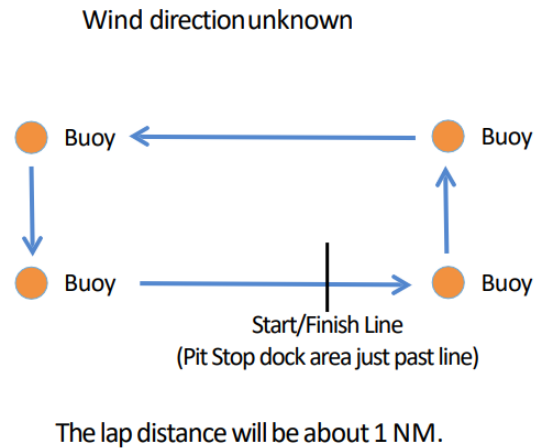 Wind direction unknown
Buoy
Buoy
Buoy
Buoy
Start/Finish Line
(Pit Stop dock area just past line)
The lap distance will be about 1 NM.